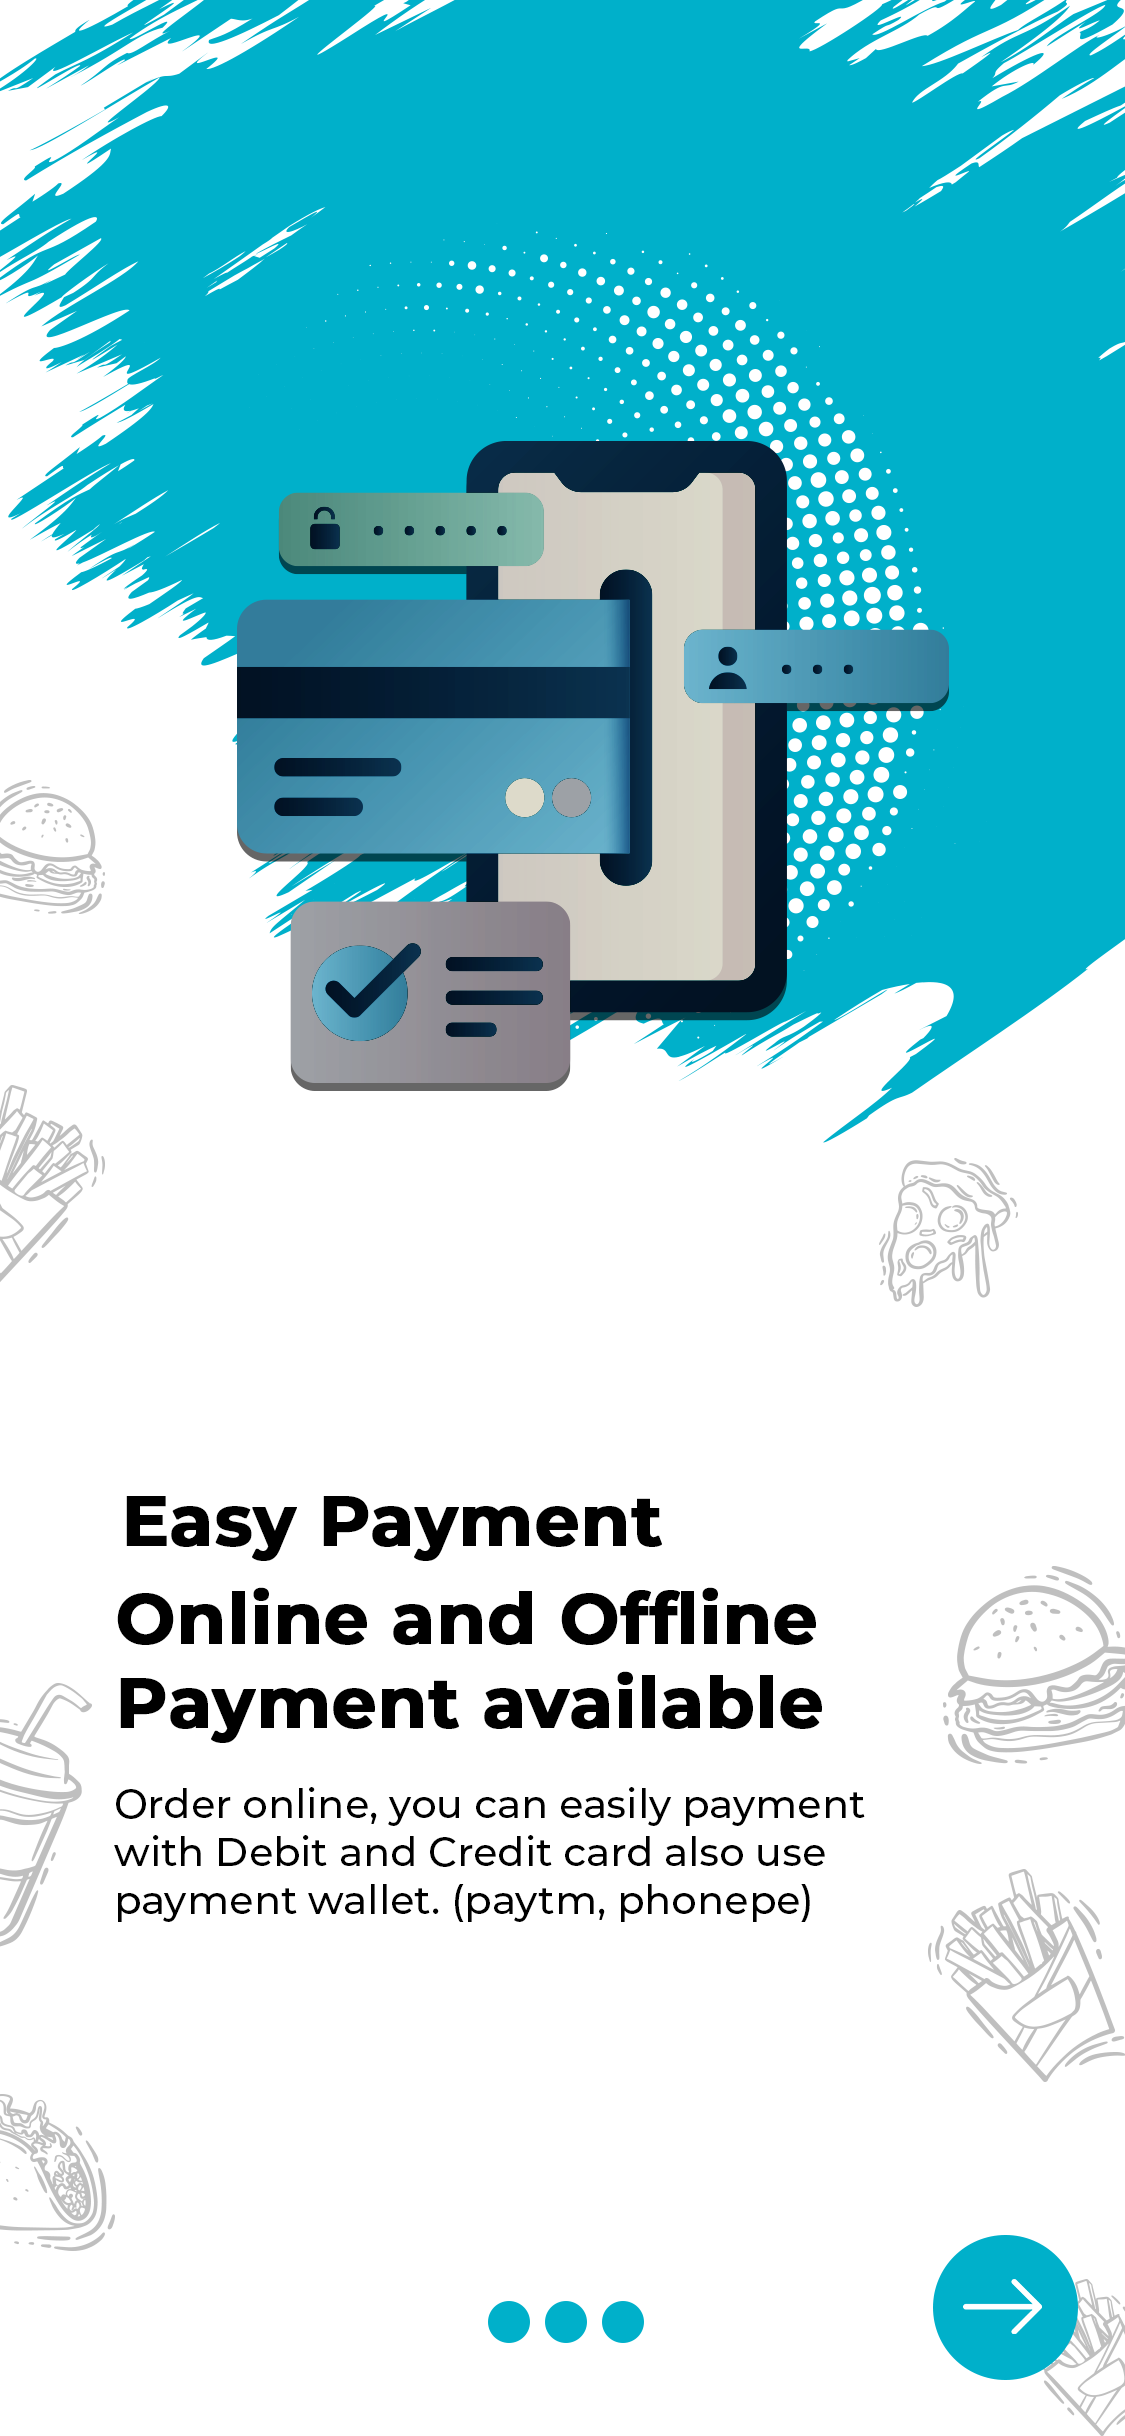 Easy Payment
Online and Offline
Payment available
Order online, you can easily payment
with Debit and Credit card also use
payment wallet. (paytm, phonepe)